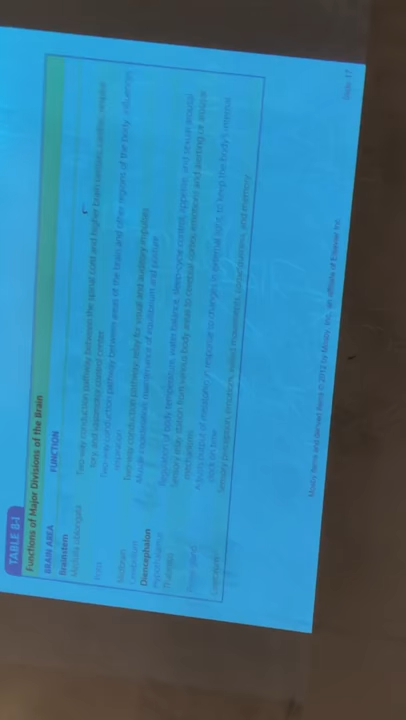 TABLE 8-1
Functions of Major Divisions of the Brain
BRAIN AREA FUNCTION
Brainstem
Medulla oblongata Two-way conduction pathway between the spinal cord and higher brain centers; cardiac, respiratory, and vasomotor control center
Pons Two-way conduction pathway between areas of the brain and other regions of the body; influences
respiration
Midbrain Two-way conduction pathway; relay for visual and auditory impulses
Cerebellum Muscle coordination; maintenance of equilibrium and posture
Diencephalon
Hypothalamus Regulation of body temperature, water balance, sleep-cycle control, appetite, and sexual arousal
Thalamus Sensory relay station from various body areas to cerebral cortex; emotions and alerting or arousal
mechanisms
Pineal gland Adjusts output of melatonin in response to changes in external light, to keep the body's internal
clock on time
Cerebrum Sensory perception, emotions, willed movements, consciousness, and memory
Mosby items and derived items © 2012 by Mosby, Inc., an affiliate of Elsevier Inc.
Slide 17